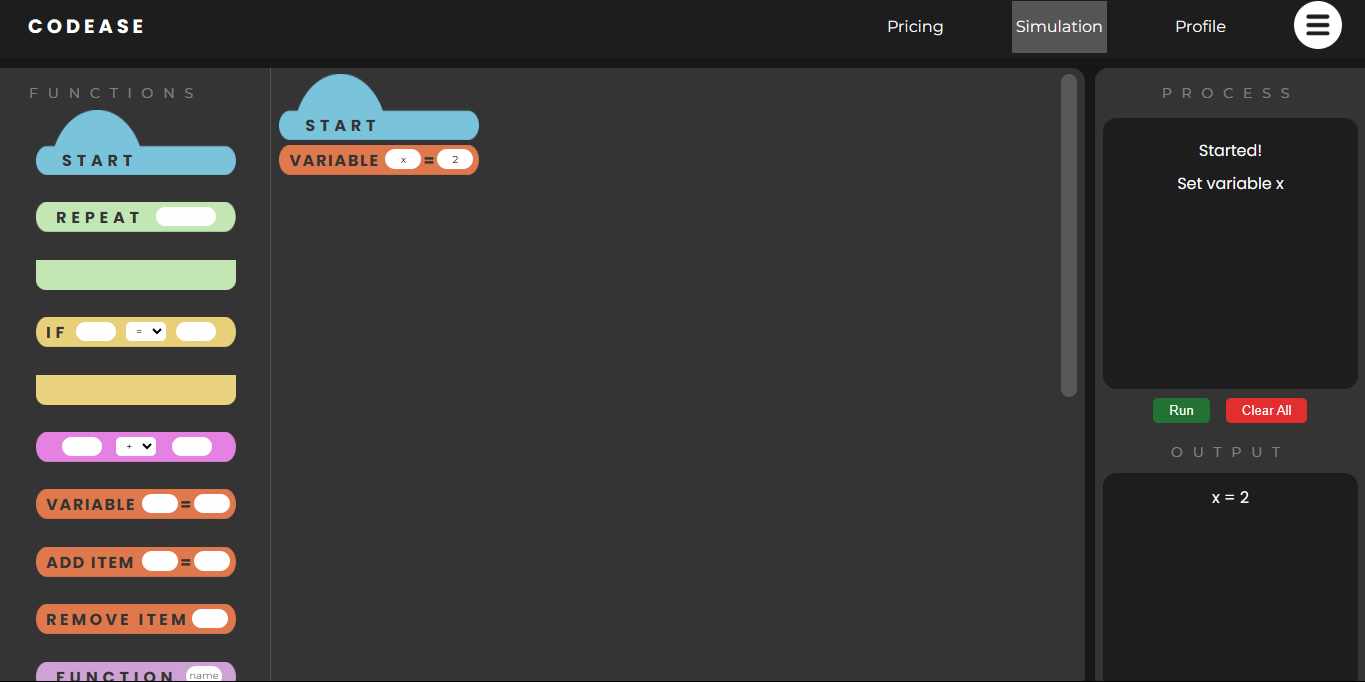 CODEASE
Pricing
Simulation
Profile
FUNCTIONS
START
REPEAT
IF =
+
VARIABLE =
ADD ITEM =
REMOVE ITEM
FUNCTION name
START
VARIABLE x = 2
PROCESS
Started!
Set variable x
Run
Clear All
OUTPUT
x = 2